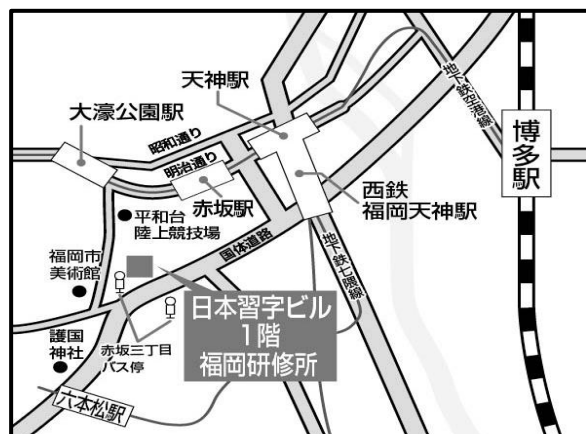 天神駅
大濠公園駅
昭和通り
明治通り
赤坂駅
地下鉄空港線
博多駅
西鉄
福岡天神駅
平和台
陸上競技場
国体道路
地下鉄七隈線
福岡市
美術館
日本習字ビル
1階
福岡研修所
赤坂三丁目
バス停
護国
神社
六本松駅